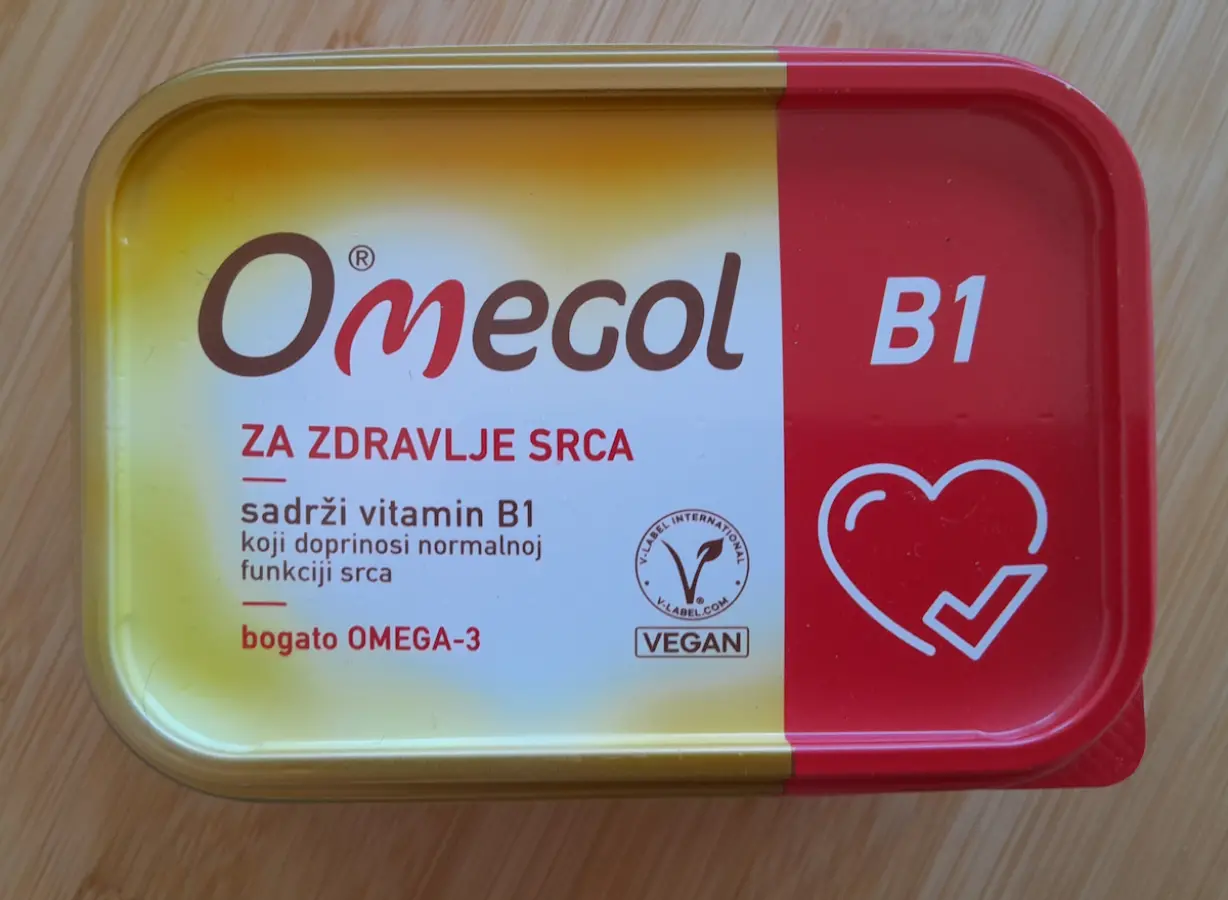 Omegol®
B1
ZA ZDRAVLJE SRCA
sadrži vitamin B1
koji doprinosi normalnoj
funkciji srca
bogato OMEGA-3
V-LABEL INTERNATIONAL
V®
• V-LABEL.COM •
VEGAN